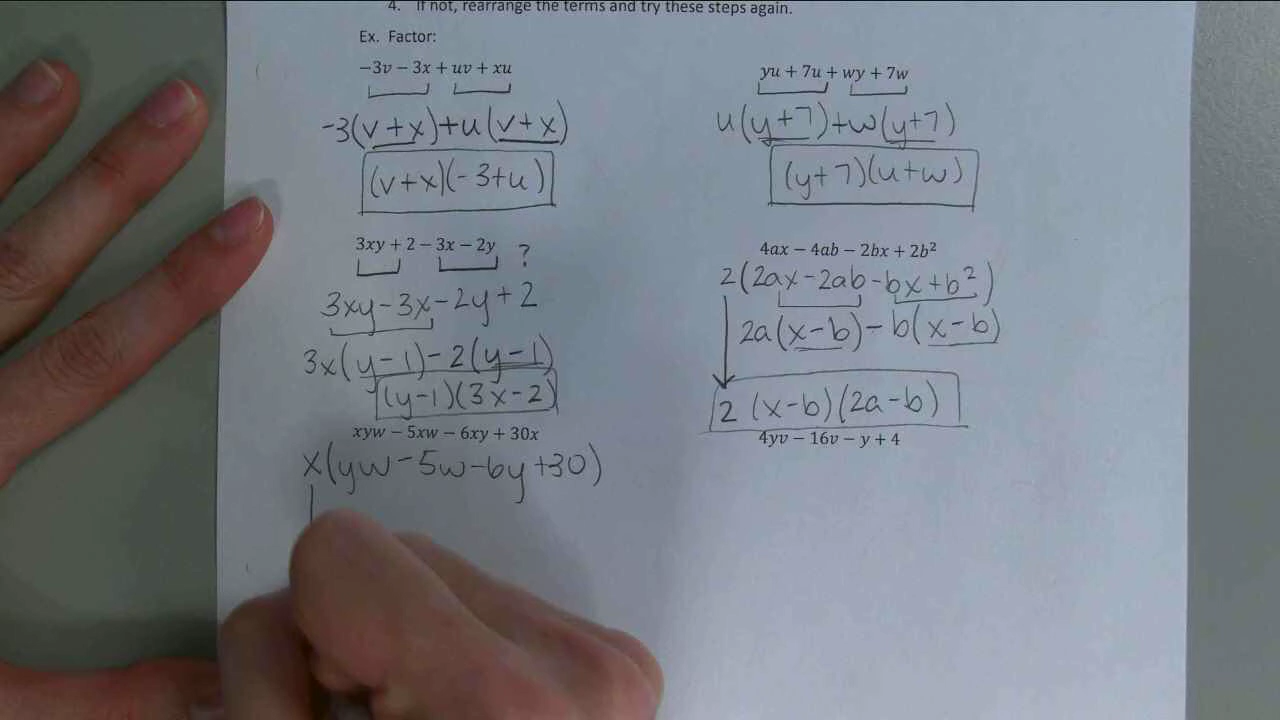 4. If not, rearrange the terms and try these steps again.
Ex. Factor:
−3v − 3x + uv + xu
-3(v+x)+u(v+x)
(v+x)(-3+u)
3xy + 2 − 3x − 2y ?
3xy-3x-2y+2
3x(y-1)-2(y-1)
(y-1)(3x-2)
xyw − 5xw − 6xy + 30x
x(yw-5w-6y+30)
yu + 7u + wy + 7w
u(y+7)+w(y+7)
(y+7)(u+w)
4ax − 4ab − 2bx + 2b²
2(2ax-2ab-bx+b²)
2a(x-b)-b(x-b)
2 (x-b)(2a-b)
4yv − 16v − y + 4